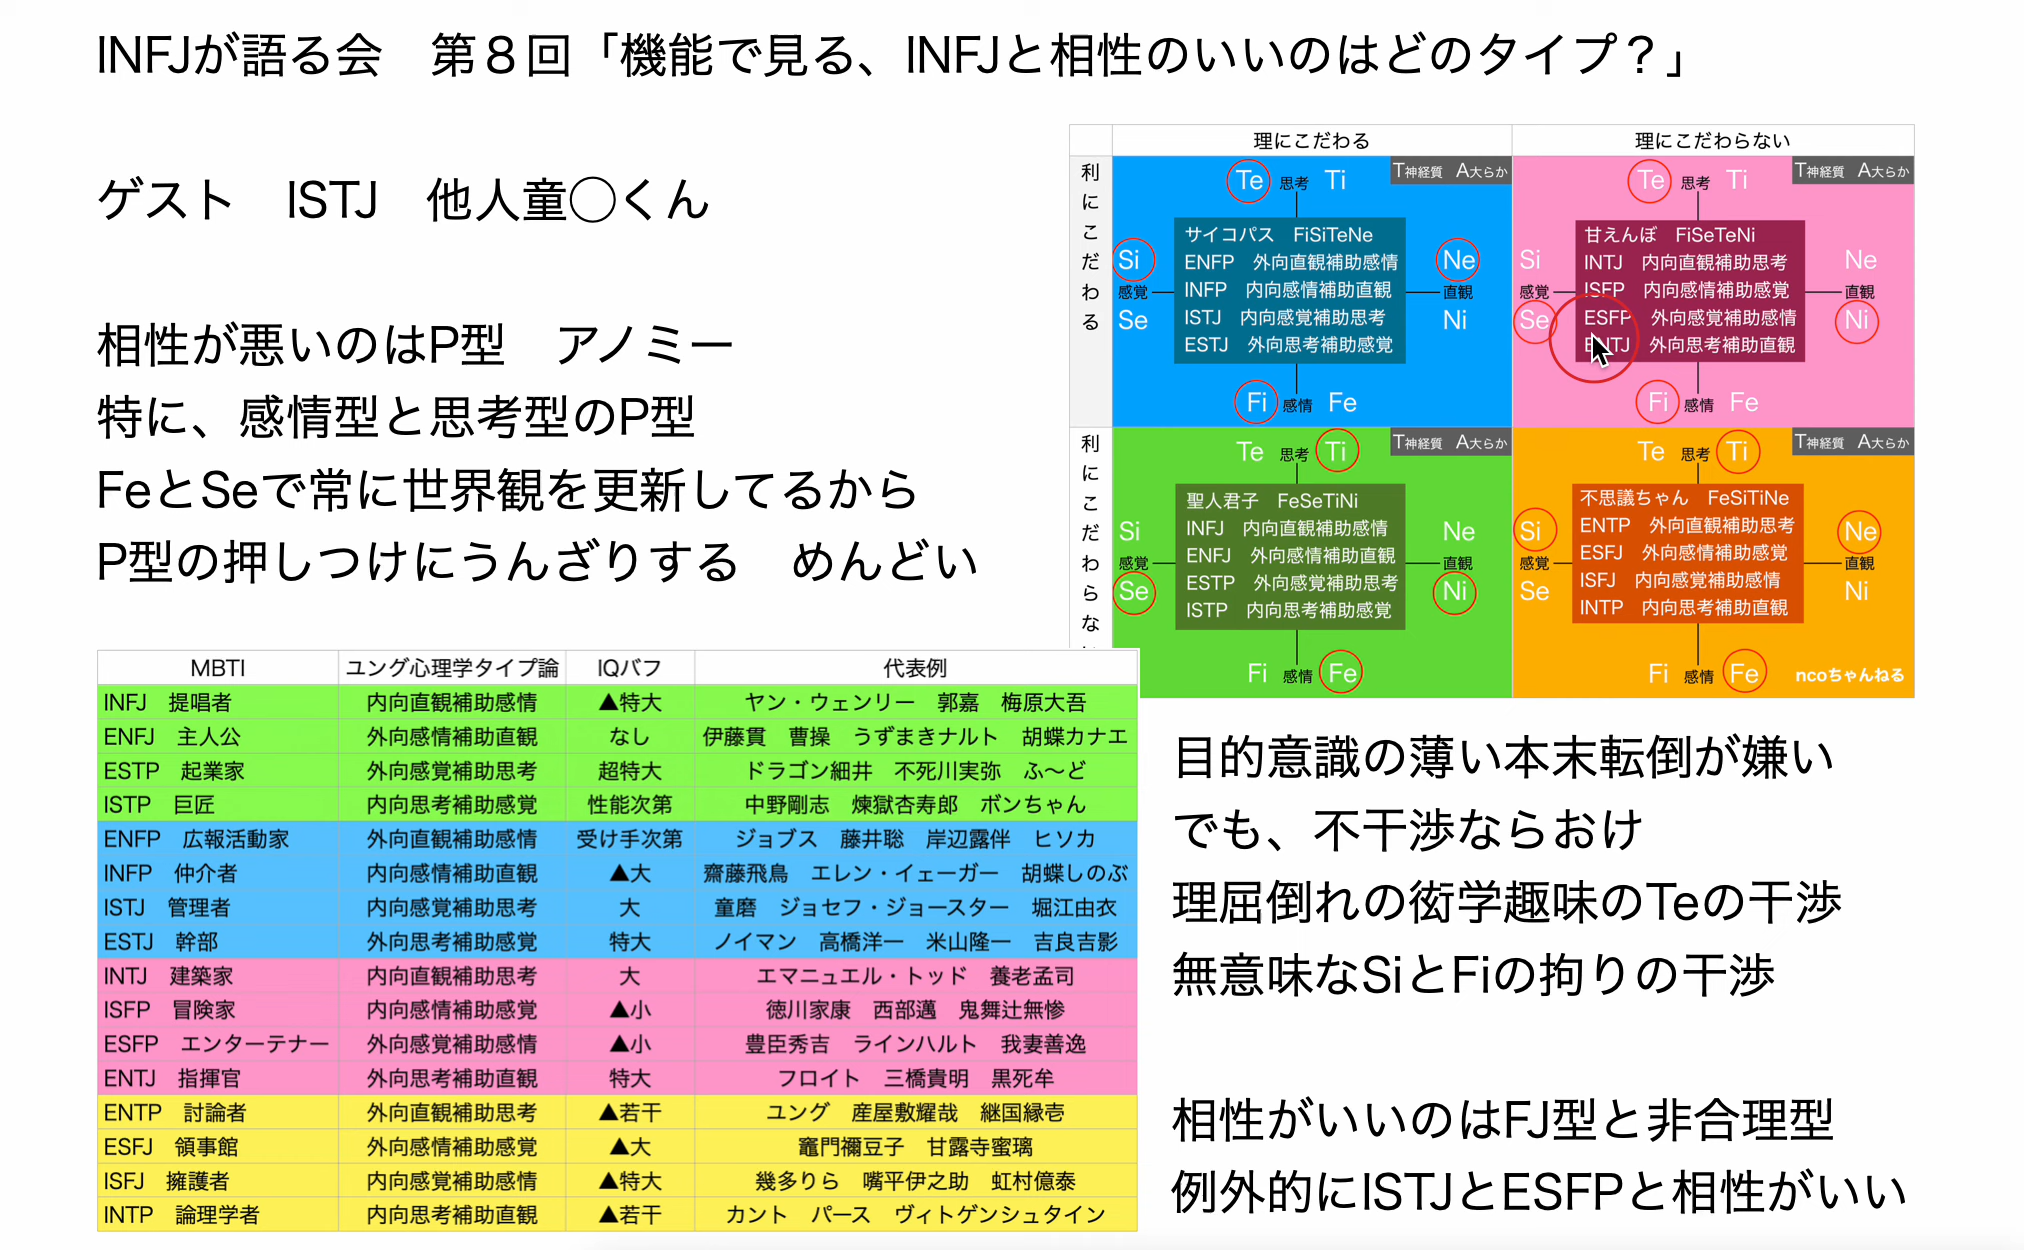 INFJが語る会　第８回「機能で見る、INFJと相性のいいのはどのタイプ？」
ゲスト　ISTJ　他人童◯くん
相性が悪いのはP型　アノミー
特に、感情型と思考型のP型
FeとSeで常に世界観を更新してるから
P型の押しつけにうんざりする　めんどい
理にこだわる　理にこだわらない
利にこだわる
Te 思考 Ti　T神経質　A大らか
サイコパス　FiSiTeNe
ENFP　外向直観補助感情
INFP　内向感情補助直観
ISTJ　内向感覚補助思考
ESTJ　外向思考補助感覚
Si 感覚 Se
Ne 直観 Ni
Fi 感情 Fe
Te 思考 Ti　T神経質　A大らか
甘えんぼ　FiSeTeNi
INTJ　内向直観補助思考
ISFP　内向感情補助感覚
ESFP　外向感覚補助感情
ENTJ　外向思考補助直観
Si 感覚 Se
Ne 直観 Ni
Fi 感情 Fe
利にこだわらな
Te 思考 Ti　T神経質　A大らか
聖人君子　FeSeTiNi
INFJ　内向直観補助感情
ENFJ　外向感情補助直観
ESTP　外向感覚補助思考
ISTP　内向思考補助感覚
Si 感覚 Se
Ne 直観 Ni
Fi 感情 Fe
Te 思考 Ti　T神経質　A大らか
不思議ちゃん　FeSiTiNe
ENTP　外向直観補助思考
ESFJ　外向感情補助感覚
ISFJ　内向感覚補助感情
INTP　内向思考補助直観
Si 感覚 Se
Ne 直観 Ni
Fi 感情 Fe
ncoちゃんねる
MBTI　ユング心理学タイプ論　IQバフ　代表例
INFJ　提唱者　内向直観補助感情　▲特大　ヤン・ウェンリー　郭嘉　梅原大吾
ENFJ　主人公　外向感情補助直観　なし　伊藤貫　曹操　うずまきナルト　胡蝶カナエ
ESTP　起業家　外向感覚補助思考　超特大　ドラゴン細井　不死川実弥　ふ〜ど
ISTP　巨匠　内向思考補助感覚　性能次第　中野剛志　煉獄杏寿郎　ボンちゃん
ENFP　広報活動家　外向直観補助感情　受け手次第　ジョブス　藤井聡　岸辺露伴　ヒソカ
INFP　仲介者　内向感情補助直観　▲大　齋藤飛鳥　エレン・イェーガー　胡蝶しのぶ
ISTJ　管理者　内向感覚補助思考　大　童磨　ジョセフ・ジョースター　堀江由衣
ESTJ　幹部　外向思考補助感覚　特大　ノイマン　高橋洋一　米山隆一　吉良吉影
INTJ　建築家　内向直観補助思考　大　エマニュエル・トッド　養老孟司
ISFP　冒険家　内向感情補助感覚　▲小　徳川家康　西部邁　鬼舞辻無惨
ESFP　エンターテナー　外向感覚補助感情　▲小　豊臣秀吉　ラインハルト　我妻善逸
ENTJ　指揮官　外向思考補助直観　特大　フロイト　三橋貴明　黒死牟
ENTP　討論者　外向直観補助思考　▲若干　ユング　産屋敷耀哉　継国縁壱
ESFJ　領事館　外向感情補助感覚　▲大　竈門禰豆子　甘露寺蜜璃
ISFJ　擁護者　内向感覚補助感情　▲特大　幾多りら　嘴平伊之助　虹村億泰
INTP　論理学者　内向思考補助直観　▲若干　カント　パース　ヴィトゲンシュタイン
目的意識の薄い本末転倒が嫌い
でも、不干渉ならおけ
理屈倒れの衒学趣味のTeの干渉
無意味なSiとFiの拘りの干渉
相性がいいのはFJ型と非合理型
例外的にISTJとESFPと相性がいい